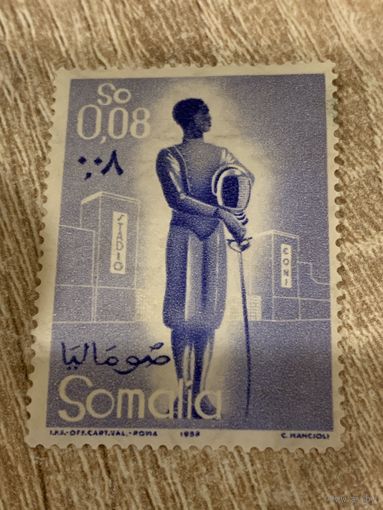 So
0,08
٠,٠٨
STADIO
CONI
صوماليا
Somalia
I.P.S.-OFF.CART.VAL.-ROMA 1958 C. MANCIOLI